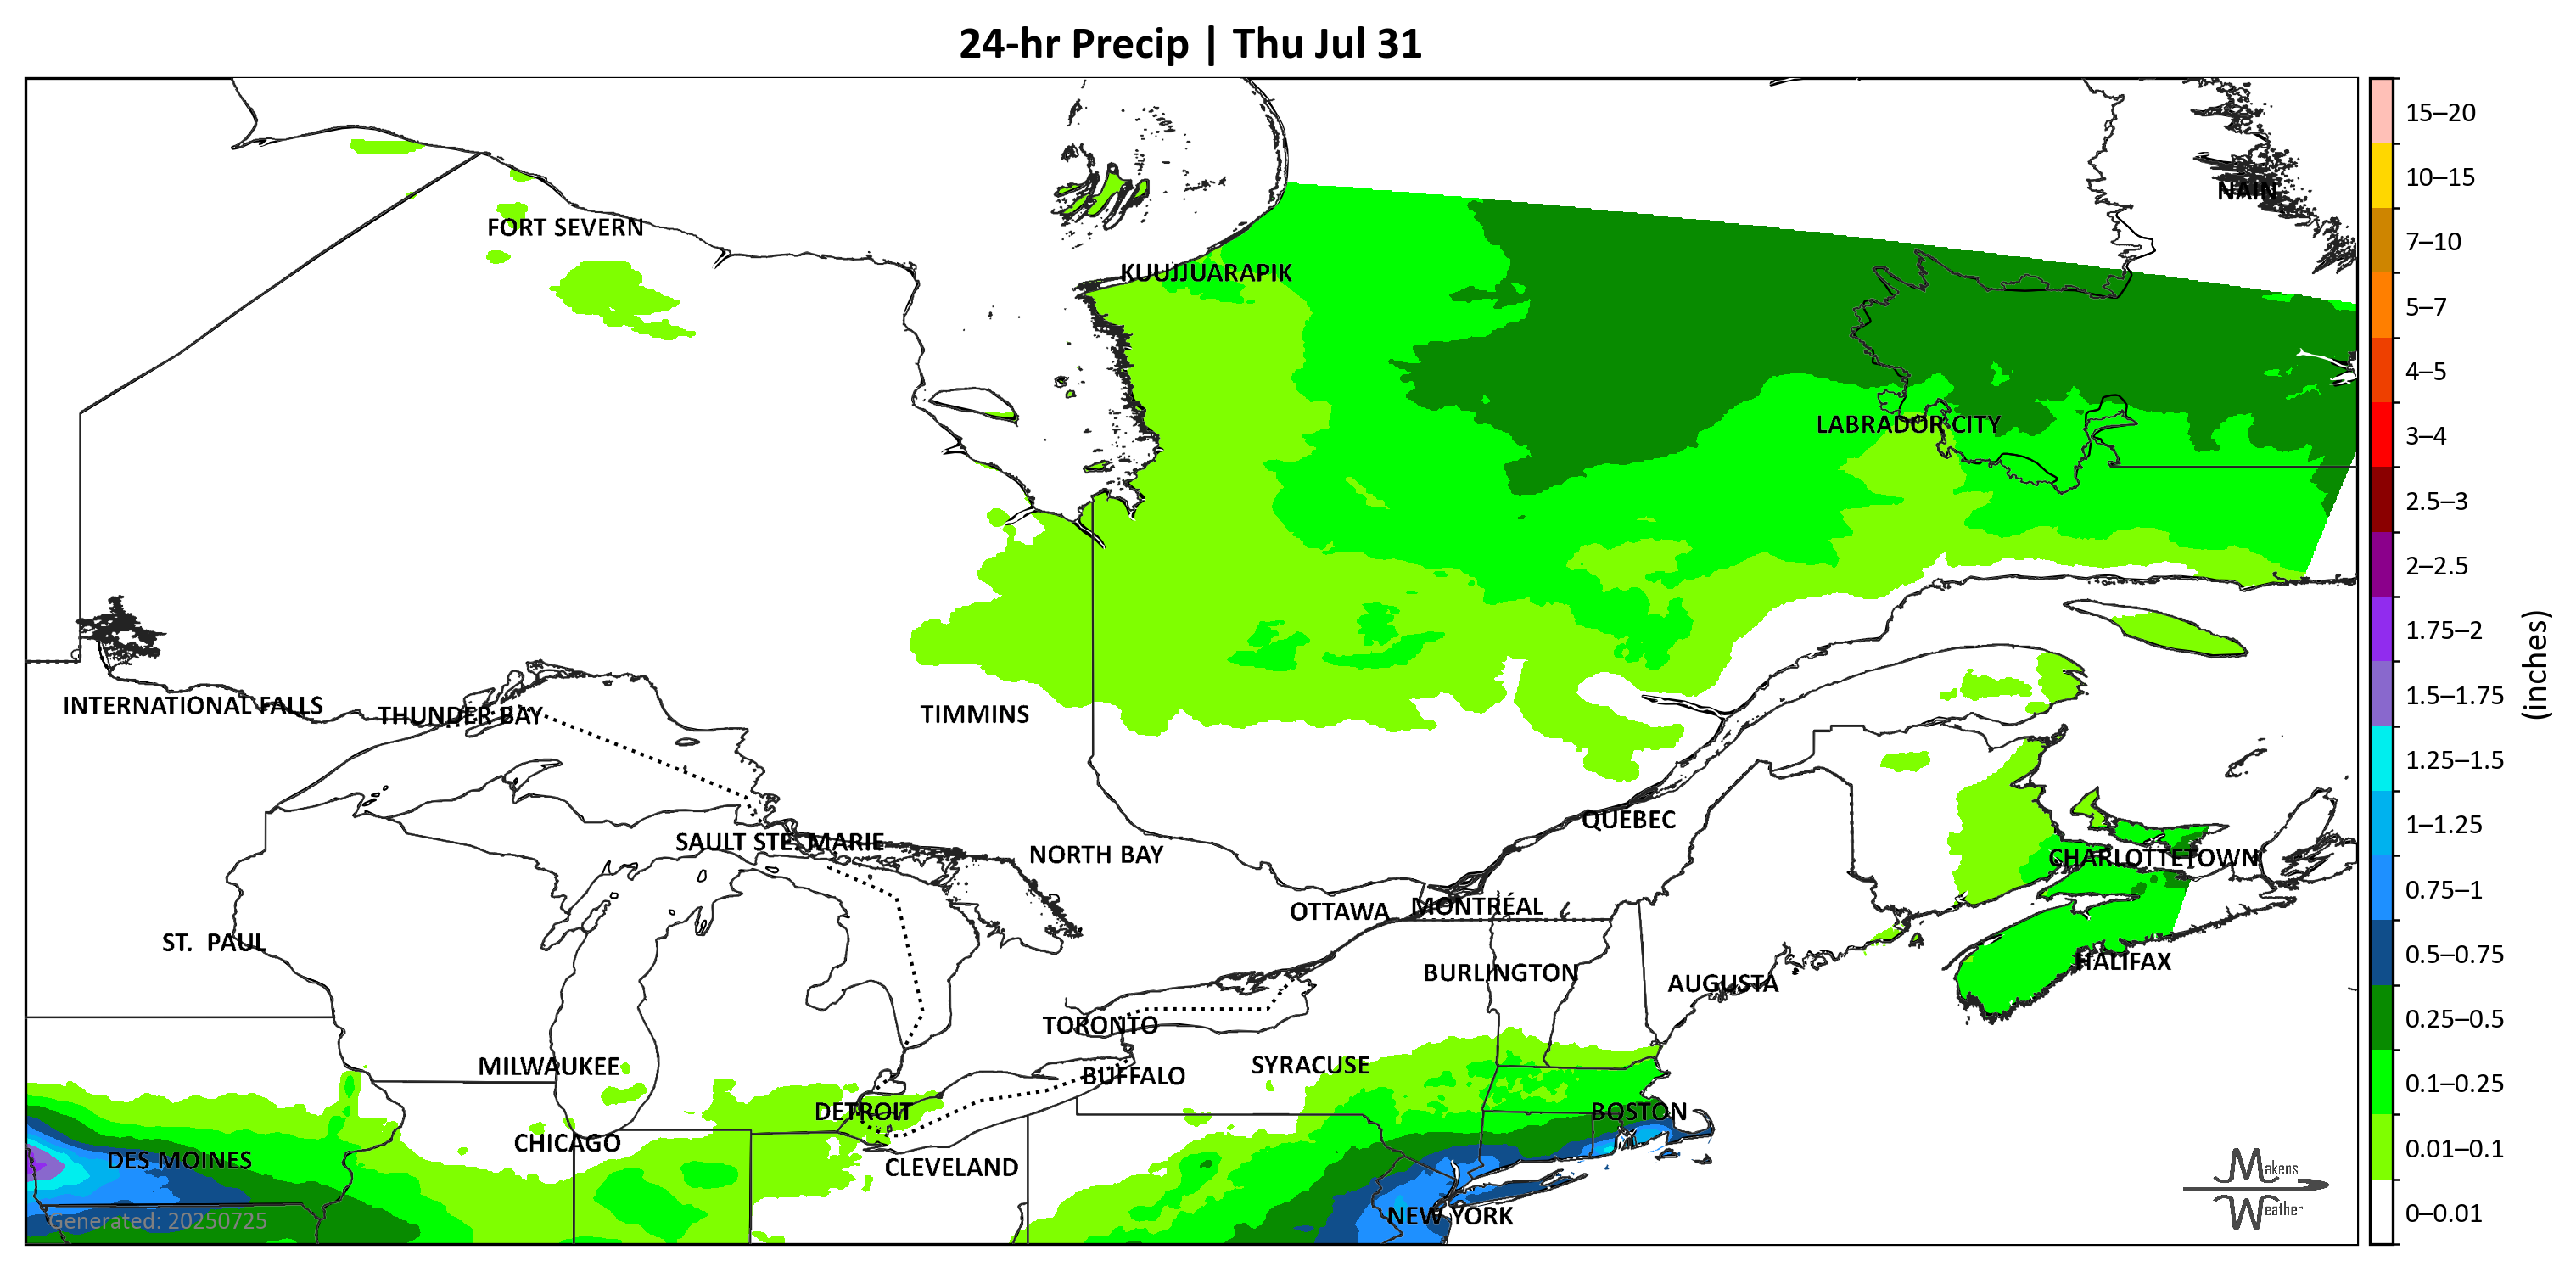 24-hr Precip | Thu Jul 31
NAIN
FORT SEVERN
KUUJJUARAPIK
LABRADOR CITY
INTERNATIONAL FALLS
THUNDER BAY
TIMMINS
QUÉBEC
SAULT STE. MARIE
NORTH BAY
CHARLOTTETOWN
OTTAWA
MONTRÉAL
ST.  PAUL
HALIFAX
BURLINGTON
AUGUSTA
TORONTO
MILWAUKEE
SYRACUSE
BUFFALO
DETROIT
BOSTON
CHICAGO
DES MOINES
CLEVELAND
NEW YORK
Generated: 20250725
Makens
Weather
15–20
10–15
7–10
5–7
4–5
3–4
2.5–3
2–2.5
1.75–2
1.5–1.75
1.25–1.5
1–1.25
0.75–1
0.5–0.75
0.25–0.5
0.1–0.25
0.01–0.1
0–0.01
(inches)